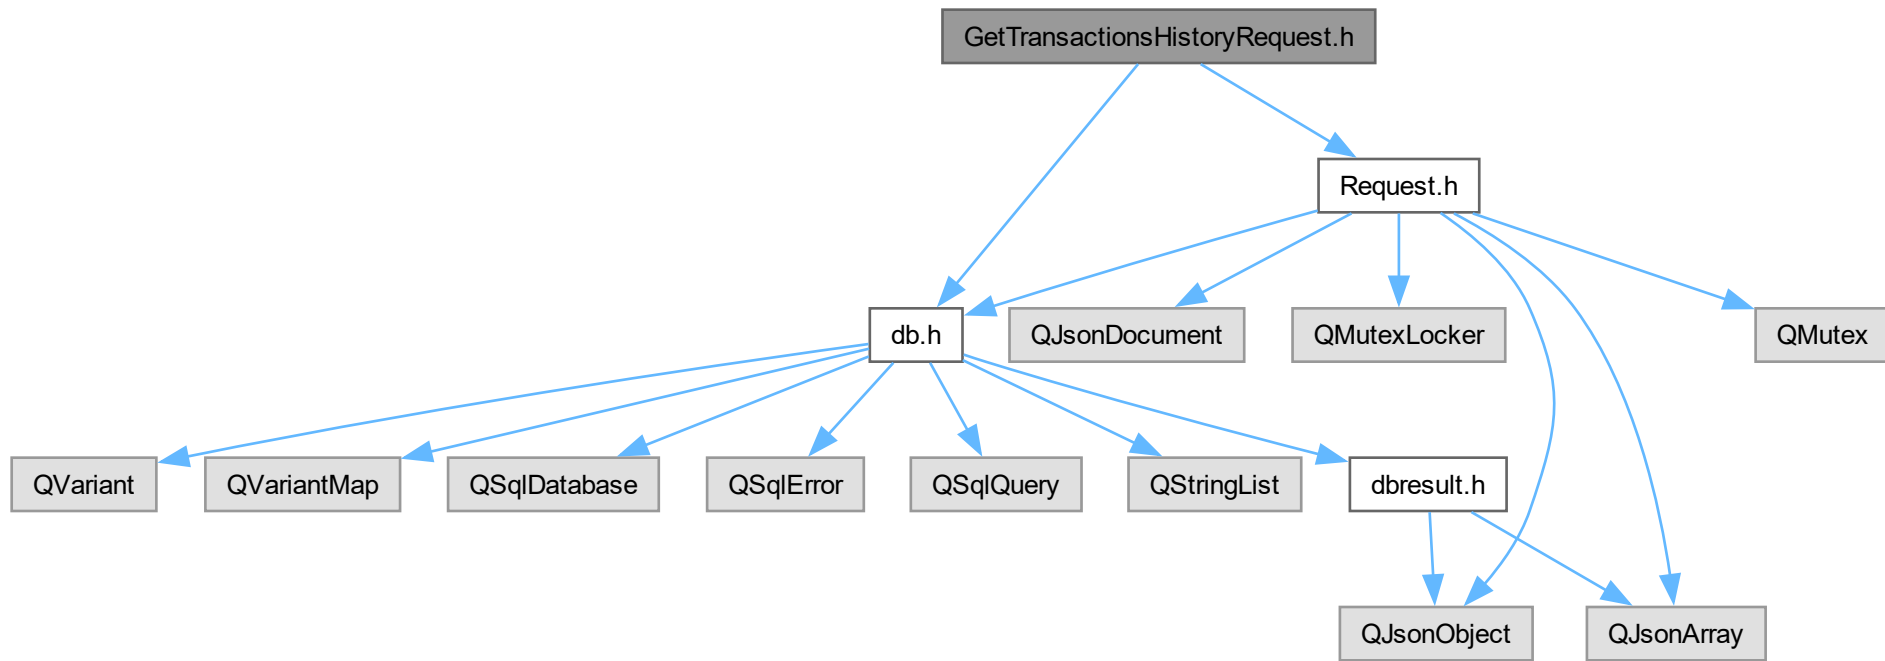 GetTransactionsHistoryRequest.h
Request.h
db.h
QJsonDocument
QMutexLocker
QMutex
QVariant
QVariantMap
QSqlDatabase
QSqlError
QSqlQuery
QStringList
dbresult.h
QJsonObject
QJsonArray